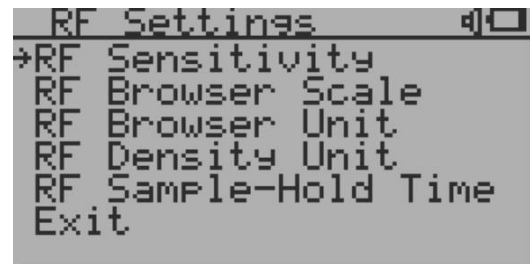 RF Settings
→RF Sensitivity
RF Browser Scale
RF Browser Unit
RF Density Unit
RF Sample-Hold Time
Exit